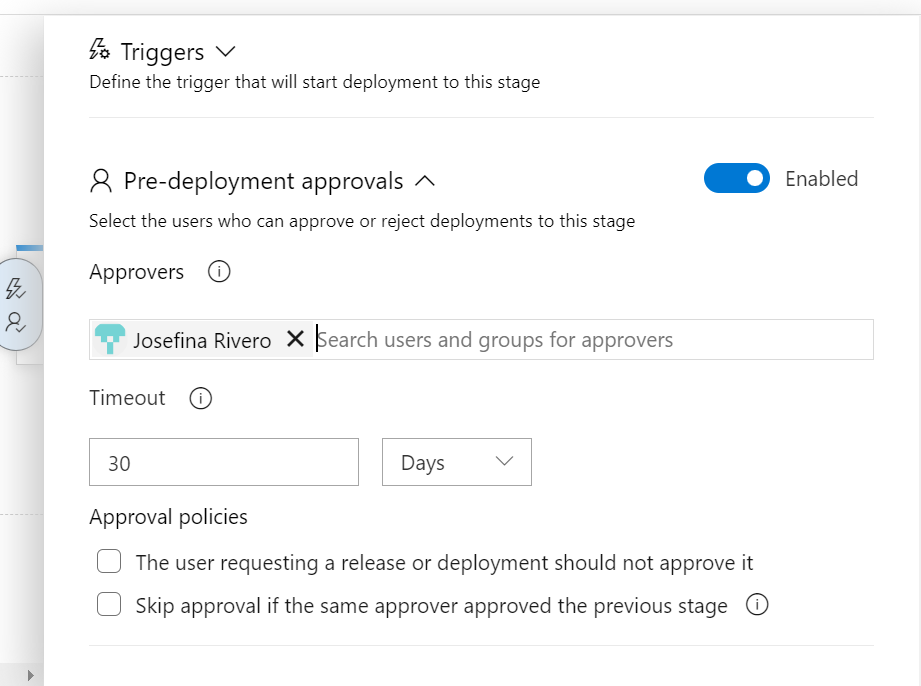 Triggers
Define the trigger that will start deployment to this stage
Pre-deployment approvals
Enabled
Select the users who can approve or reject deployments to this stage
Approvers
Josefina Rivero Search users and groups for approvers
Timeout
30 Days
Approval policies
The user requesting a release or deployment should not approve it
Skip approval if the same approver approved the previous stage